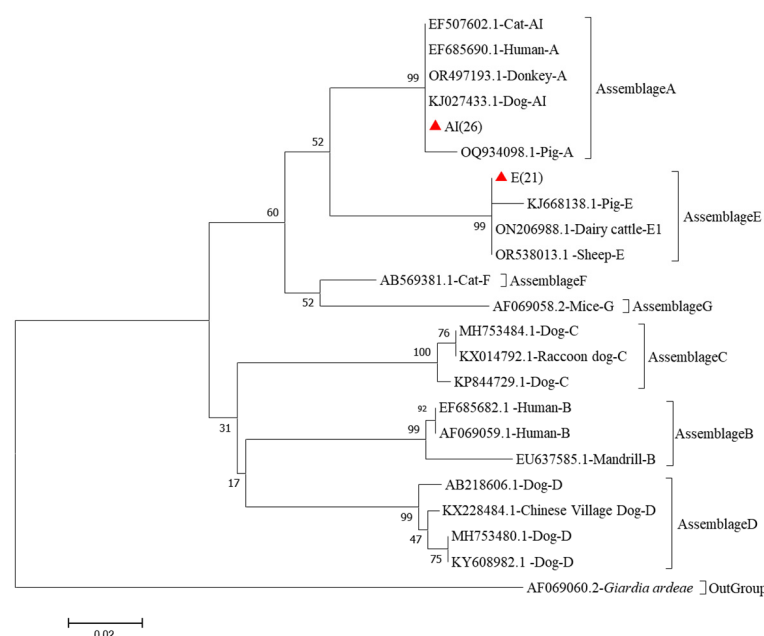 EF507602.1-Cat-AI
EF685690.1-Human-A
99
OR497193.1-Donkey-A
AssemblageA
KJ027433.1-Dog-AI
AI(26)
52
OQ934098.1-Pig-A
E(21)
KJ668138.1-Pig-E
60
AssemblageE
99
ON206988.1-Dairy cattle-E1
OR538013.1 -Sheep-E
AB569381.1-Cat-F
AssemblageF
52
AF069058.2-Mice-G
AssemblageG
76
MH753484.1-Dog-C
100
KX014792.1-Raccoon dog-C
AssemblageC
KP844729.1-Dog-C
92
EF685682.1 -Human-B
31
99
AF069059.1-Human-B
AssemblageB
EU637585.1-Mandrill-B
17
AB218606.1-Dog-D
99
KX228484.1-Chinese Village Dog-D
AssemblageD
47
MH753480.1-Dog-D
75
KY608982.1 -Dog-D
AF069060.2-Giardia ardeae
OutGroup
0.02